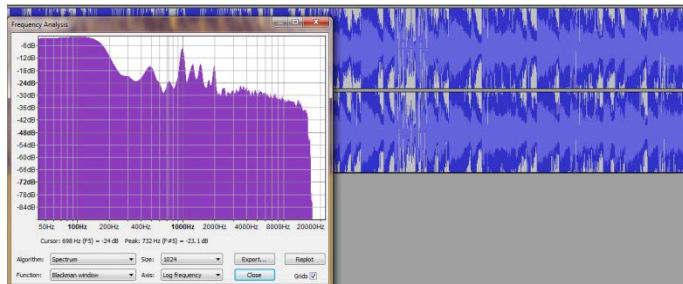 Frequency Analysis
-6dB
-12dB
-18dB
-24dB
-30dB
-36dB
-42dB
-48dB
-54dB
-60dB
-66dB
-72dB
-78dB
-84dB
50Hz 100Hz 200Hz 400Hz 1000Hz 2000Hz 4000Hz 8000Hz 20000Hz
Cursor: 698 Hz (F5) = -24 dB Peak: 732 Hz (F#5) = -23.1 dB
Algorithm: Spectrum Size: 1024 Export... Replot
Function: Blackman window Axis: Log frequency Close Grids